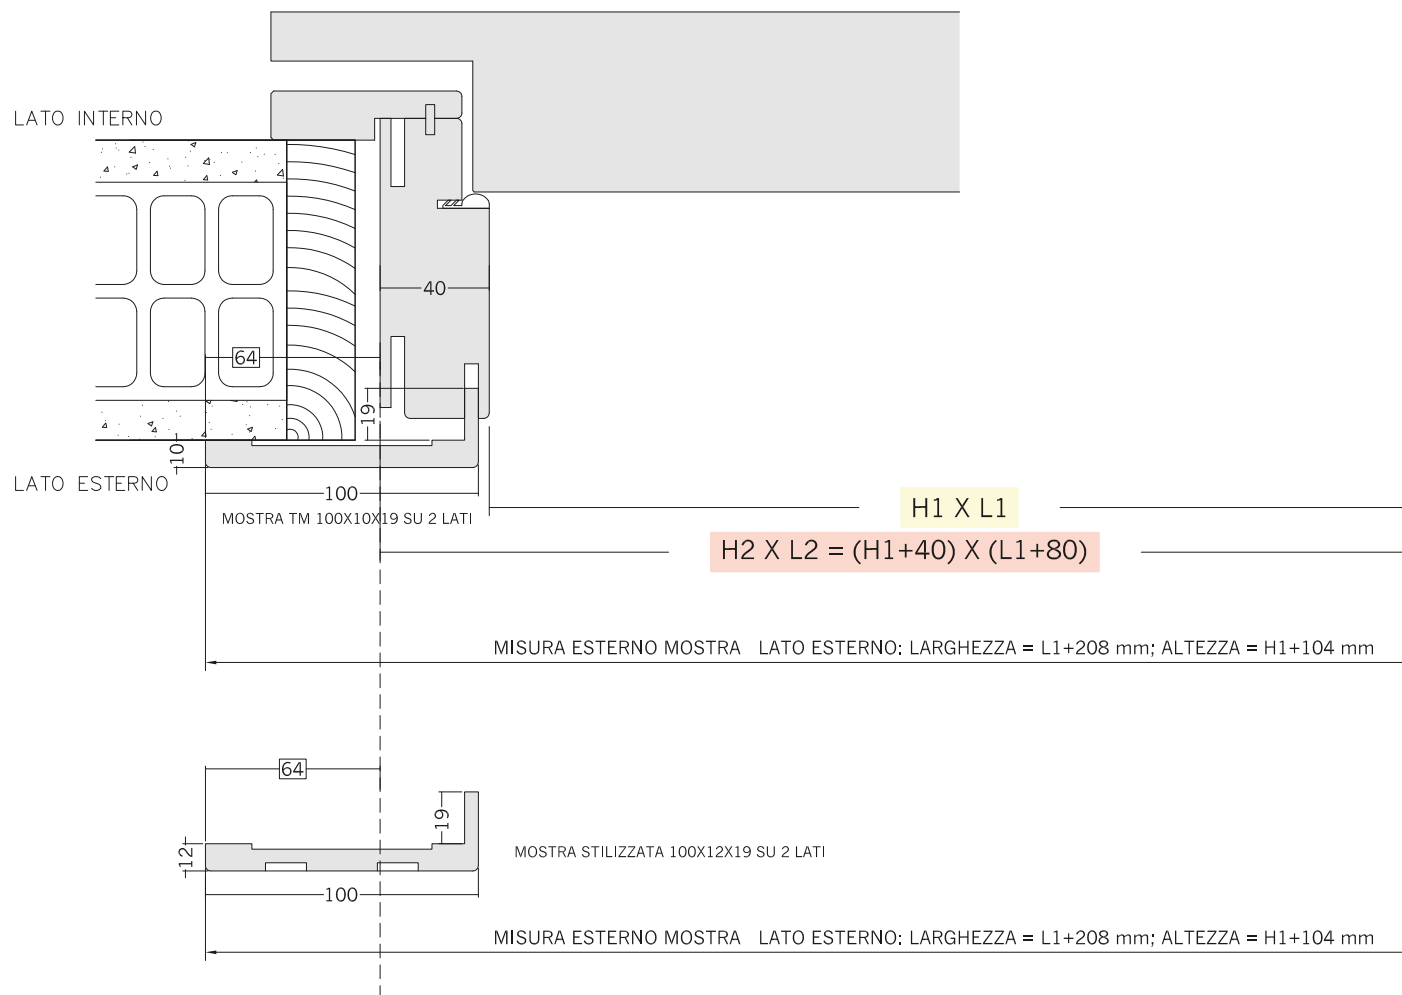 LATO INTERNO
40
64
19
10
LATO ESTERNO
100
MOSTRA TM 100X10X19 SU 2 LATI
H1 X L1
H2 X L2 = (H1+40) X (L1+80)
MISURA ESTERNO MOSTRA LATO ESTERNO: LARGHEZZA = L1+208 mm; ALTEZZA = H1+104 mm
64
19
12
MOSTRA STILIZZATA 100X12X19 SU 2 LATI
100
MISURA ESTERNO MOSTRA LATO ESTERNO: LARGHEZZA = L1+208 mm; ALTEZZA = H1+104 mm